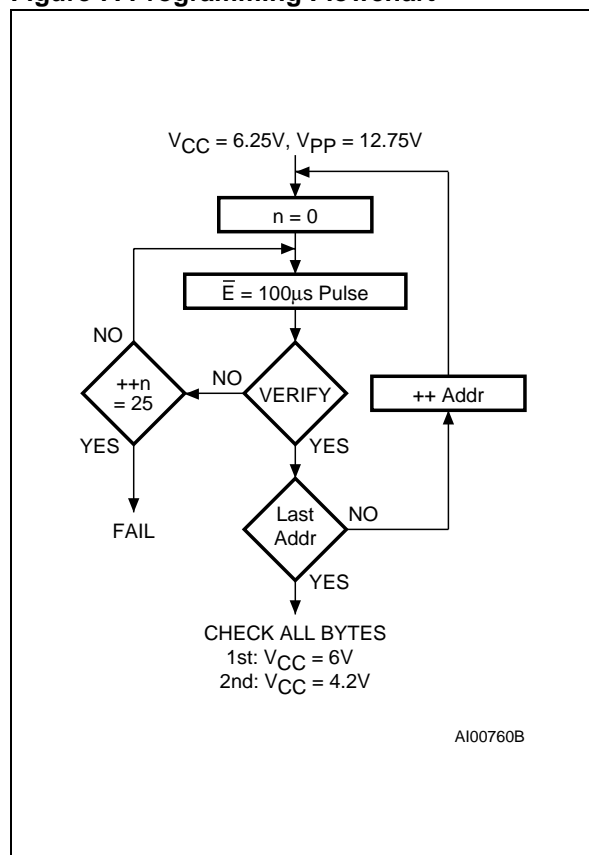 Figure Programming Flowchart
VCC = 6.25V, VPP = 12.75V
n = 0
E̅ = 100µs Pulse
NO
++n
= 25
NO
VERIFY
++ Addr
YES
YES
FAIL
Last
Addr
NO
YES
CHECK ALL BYTES
1st: VCC = 6V
2nd: VCC = 4.2V
AI00760B